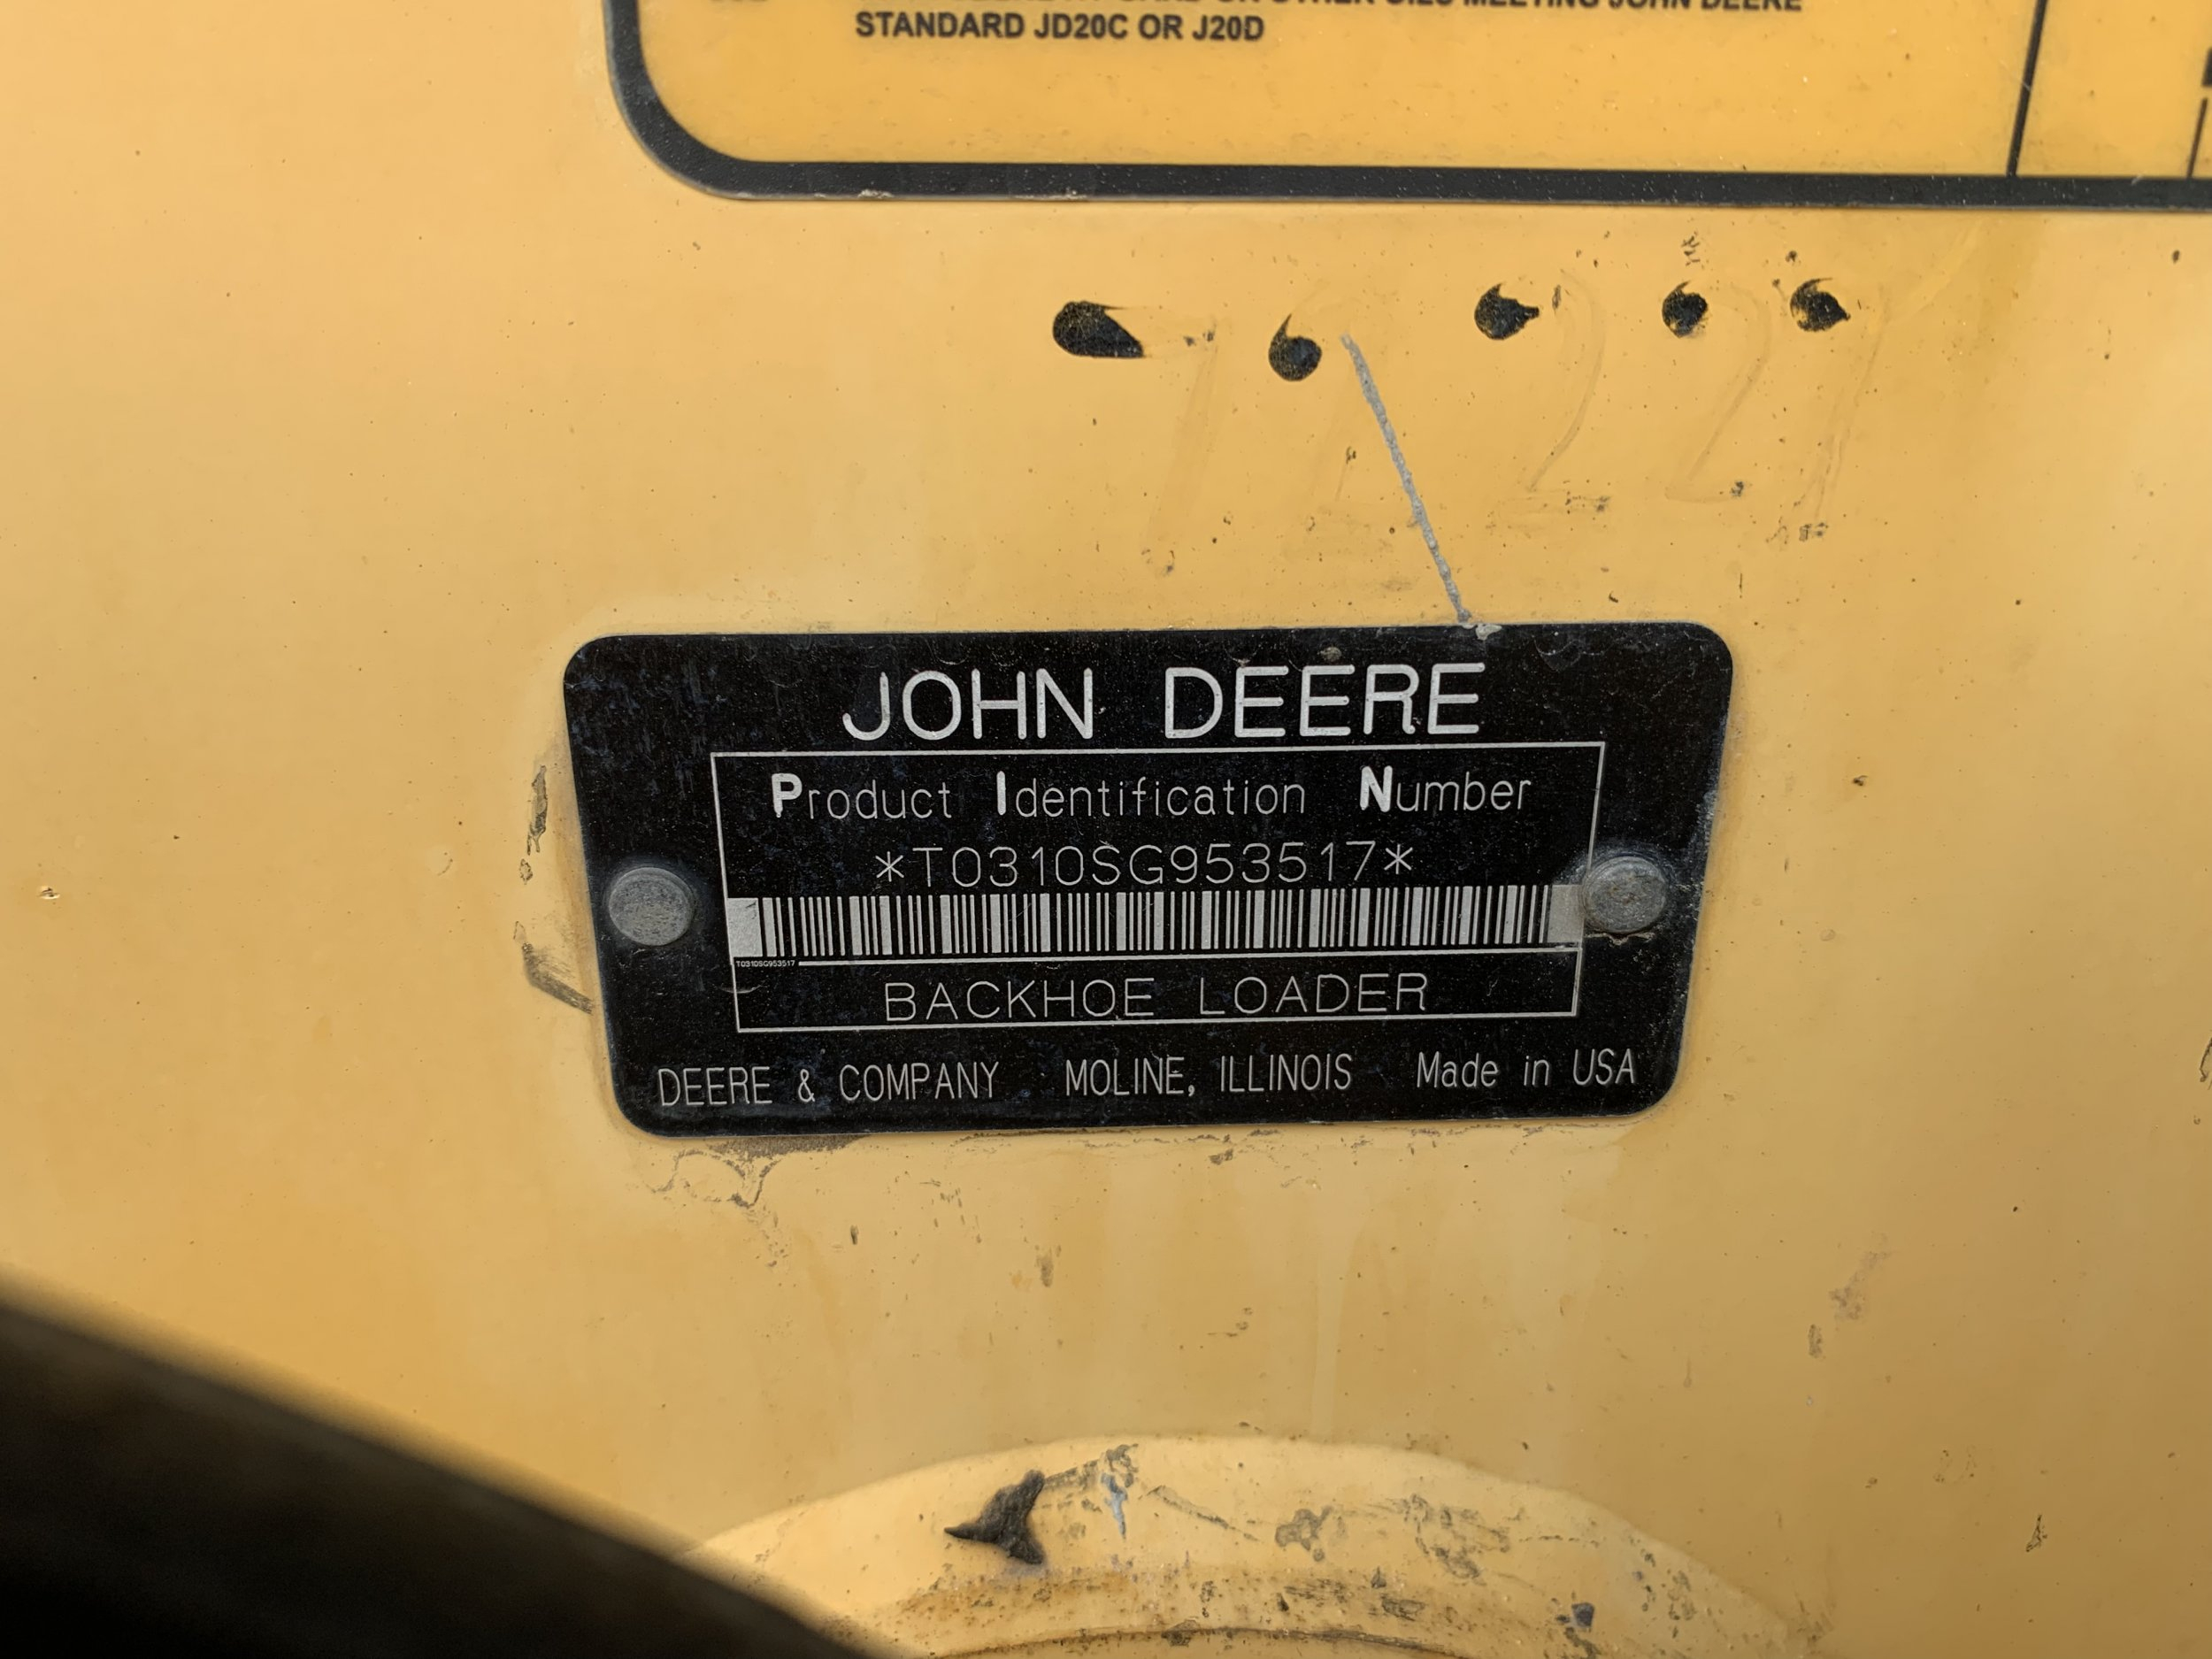 STANDARD JD20C OR J20D
JOHN DEERE
Product Identification Number
*T0310SG953517*
T0310SG953517
BACKHOE LOADER
DEERE & COMPANY MOLINE, ILLINOIS Made in USA